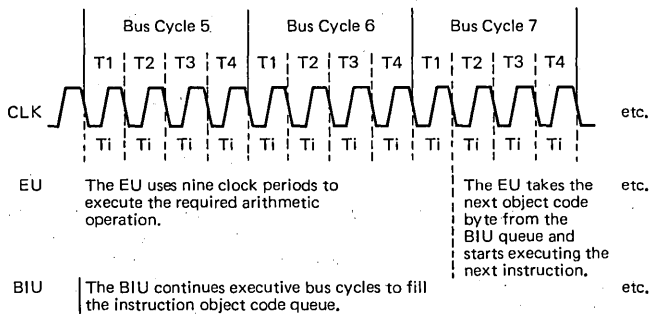 Bus Cycle 5 Bus Cycle 6 Bus Cycle 7
T1 T2 T3 T4 T1 T2 T3 T4 T1 T2 T3 T4
CLK etc.
Ti Ti Ti Ti Ti Ti Ti Ti Ti Ti Ti Ti
EU The EU uses nine clock periods to execute the required arithmetic operation.
The EU takes the next object code byte from the BIU queue and starts executing the next instruction. etc.
BIU The BIU continues executive bus cycles to fill the instruction object code queue. etc.